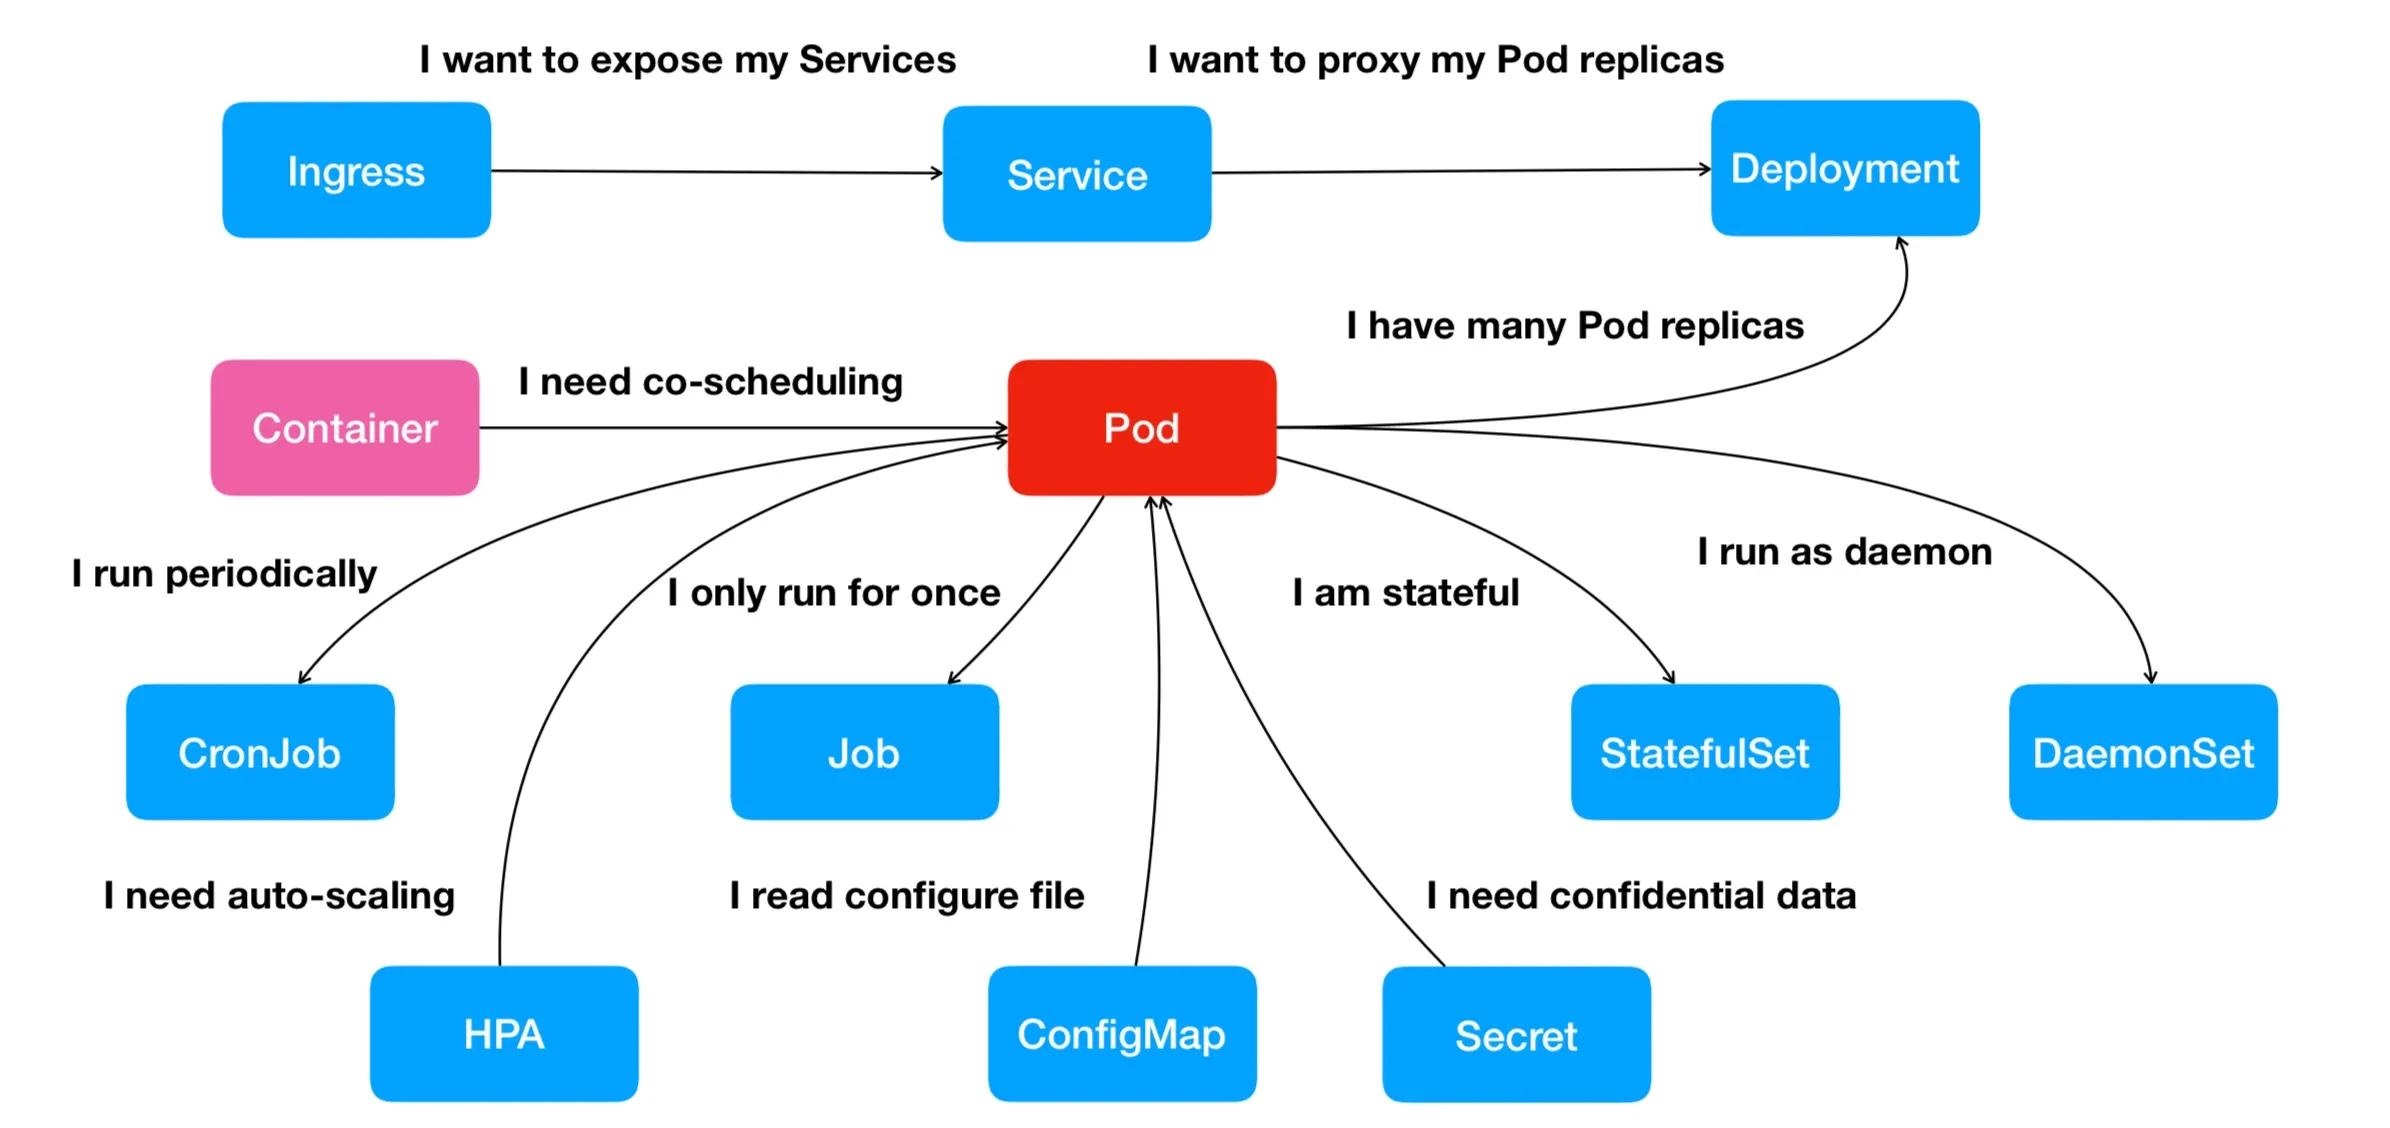 I want to expose my Services
I want to proxy my Pod replicas
Ingress
Service
Deployment
I have many Pod replicas
I need co-scheduling
Container
Pod
I run periodically
I only run for once
I am stateful
I run as daemon
CronJob
Job
StatefulSet
DaemonSet
I need auto-scaling
I read configure file
I need confidential data
HPA
ConfigMap
Secret